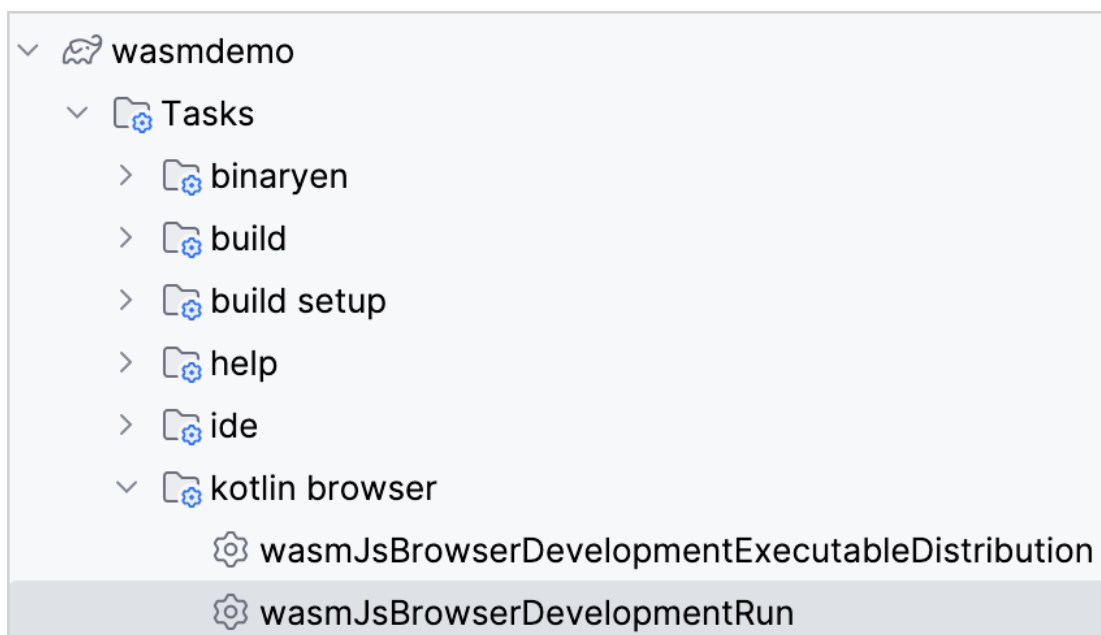 wasmdemo
Tasks
binaryen
build
build setup
help
ide
kotlin browser
wasmJsBrowserDevelopmentExecutableDistribution
wasmJsBrowserDevelopmentRun